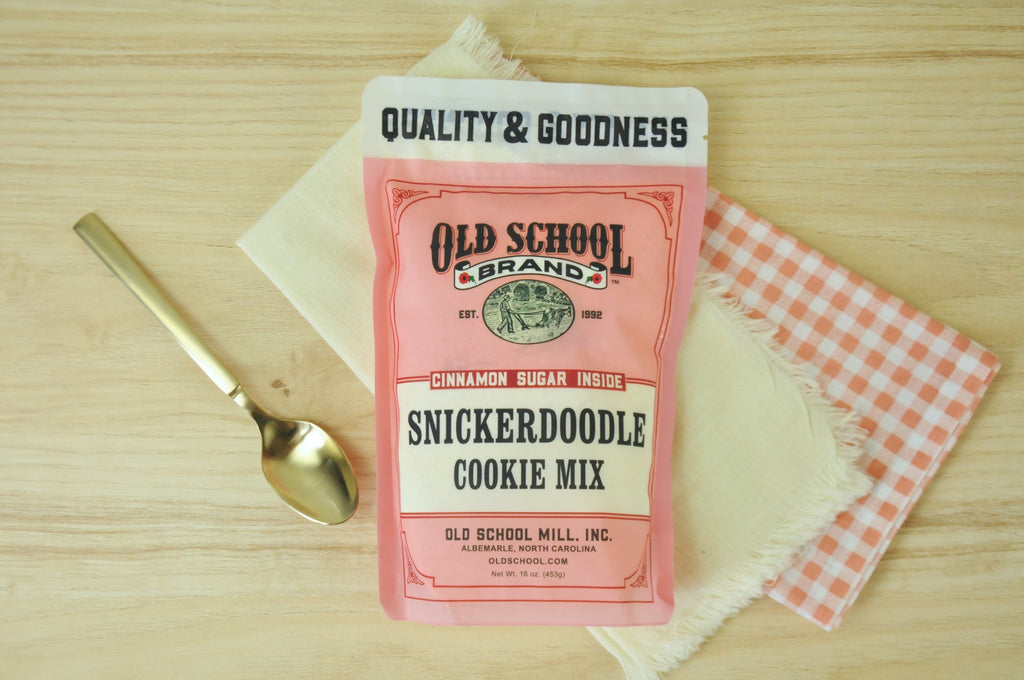 QUALITY & GOODNESS
OLD SCHOOL
BRAND™
EST. 1992
CINNAMON SUGAR INSIDE
SNICKERDOODLE
COOKIE MIX
OLD SCHOOL MILL, INC.
ALBEMARLE, NORTH CAROLINA
OLDSCHOOL.COM
Net Wt. 16 oz. (453g)